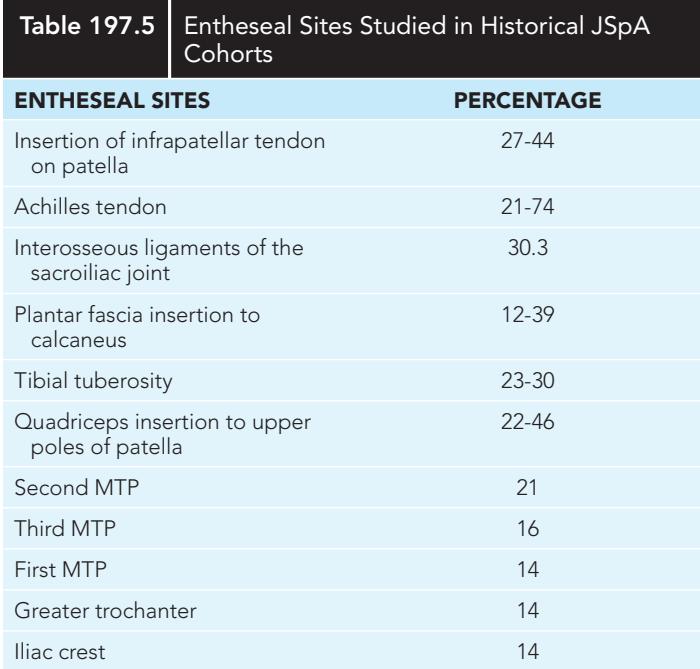 Table 197.5 Entheseal Sites Studied in Historical JSpA
Cohorts
ENTHESEAL SITES PERCENTAGE
Insertion of infrapatellar tendon 27-44
on patella
Achilles tendon 21-74
Interosseous ligaments of the 30.3
sacroiliac joint
Plantar fascia insertion to 12-39
calcaneus
Tibial tuberosity 23-30
Quadriceps insertion to upper 22-46
poles of patella
Second MTP 21
Third MTP 16
First MTP 14
Greater trochanter 14
Iliac crest 14